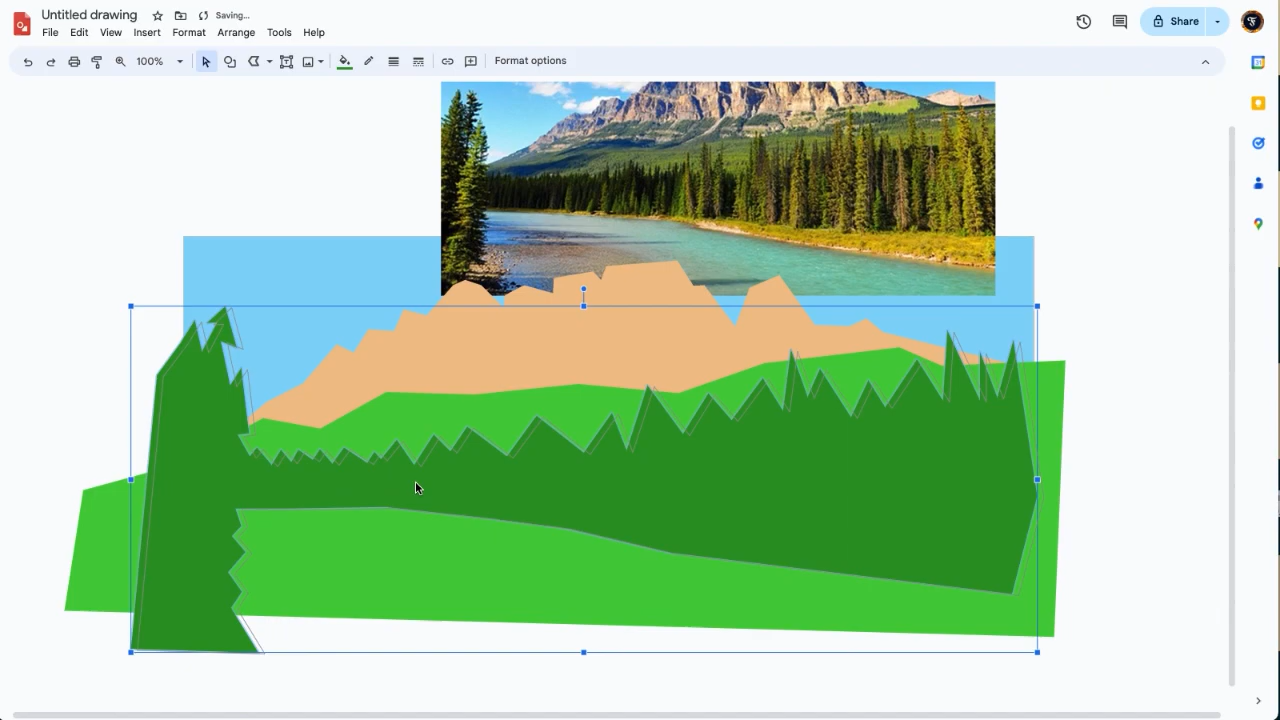 Untitled drawing Saving...
File Edit View Insert Format Arrange Tools Help
Share
100%
Format options